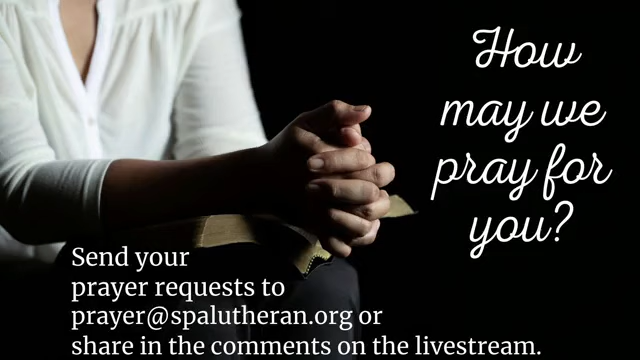 How
may we
pray for
you?
Send your
prayer requests to
prayer@spalutheran.org or
share in the comments on the livestream.